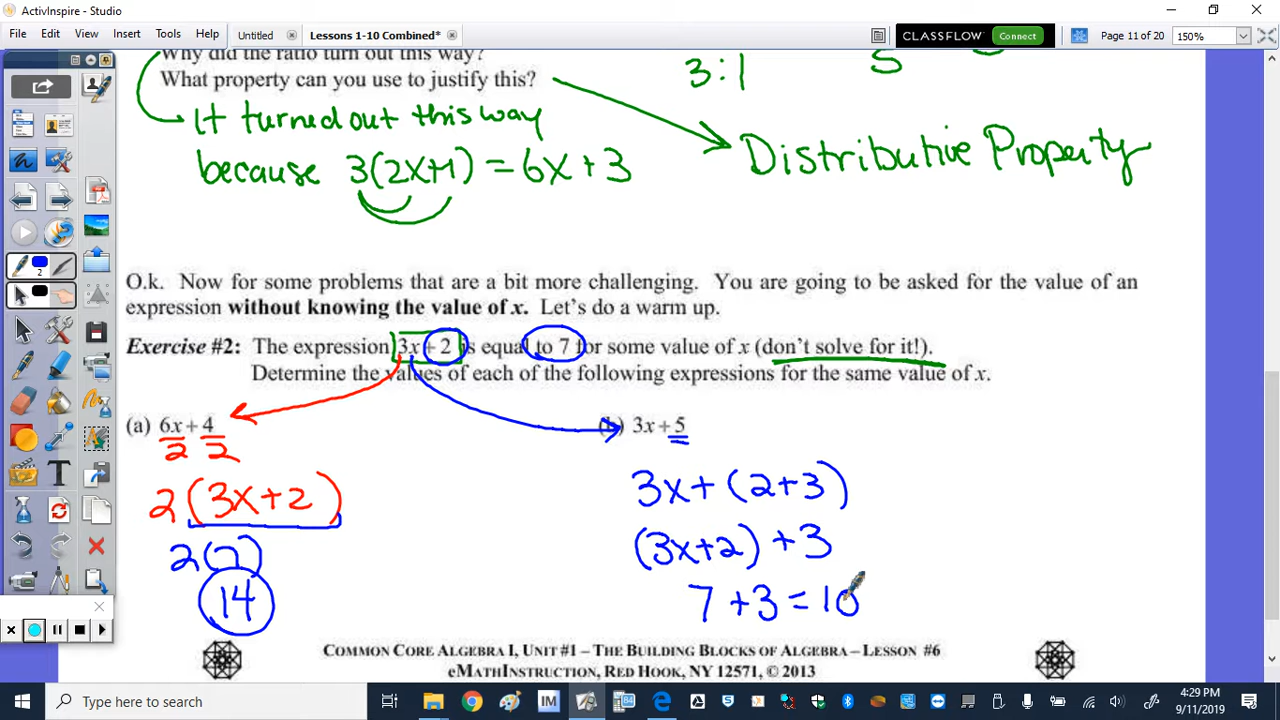 ActivInspire - Studio
File Edit View Insert Tools Help
Untitled
Lessons 1-10 Combined*
CLASSFLOW Connect
Page 11 of 20
150%
Why did the ratio turn out this way?
What property can you use to justify this?
3:1
It turned out this way
because 3(2x+1) = 6x + 3
Distributive Property
O.k. Now for some problems that are a bit more challenging. You are going to be asked for the value of an
expression without knowing the value of x. Let's do a warm up.
Exercise #2: The expression 3x + 2 is equal to 7 for some value of x (don't solve for it!).
Determine the values of each of the following expressions for the same value of x.
(a) 6x + 4
2 2
2 (3x+2)
2(7)
14
(b) 3x + 5
3x + (2+3)
(3x+2) + 3
7 + 3 = 10
COMMON CORE ALGEBRA I, UNIT #1 – THE BUILDING BLOCKS OF ALGEBRA – LESSON #6
eMATHINSTRUCTION, RED HOOK, NY 12571, © 2013
2
Type here to search
IM
4:29 PM
9/11/2019